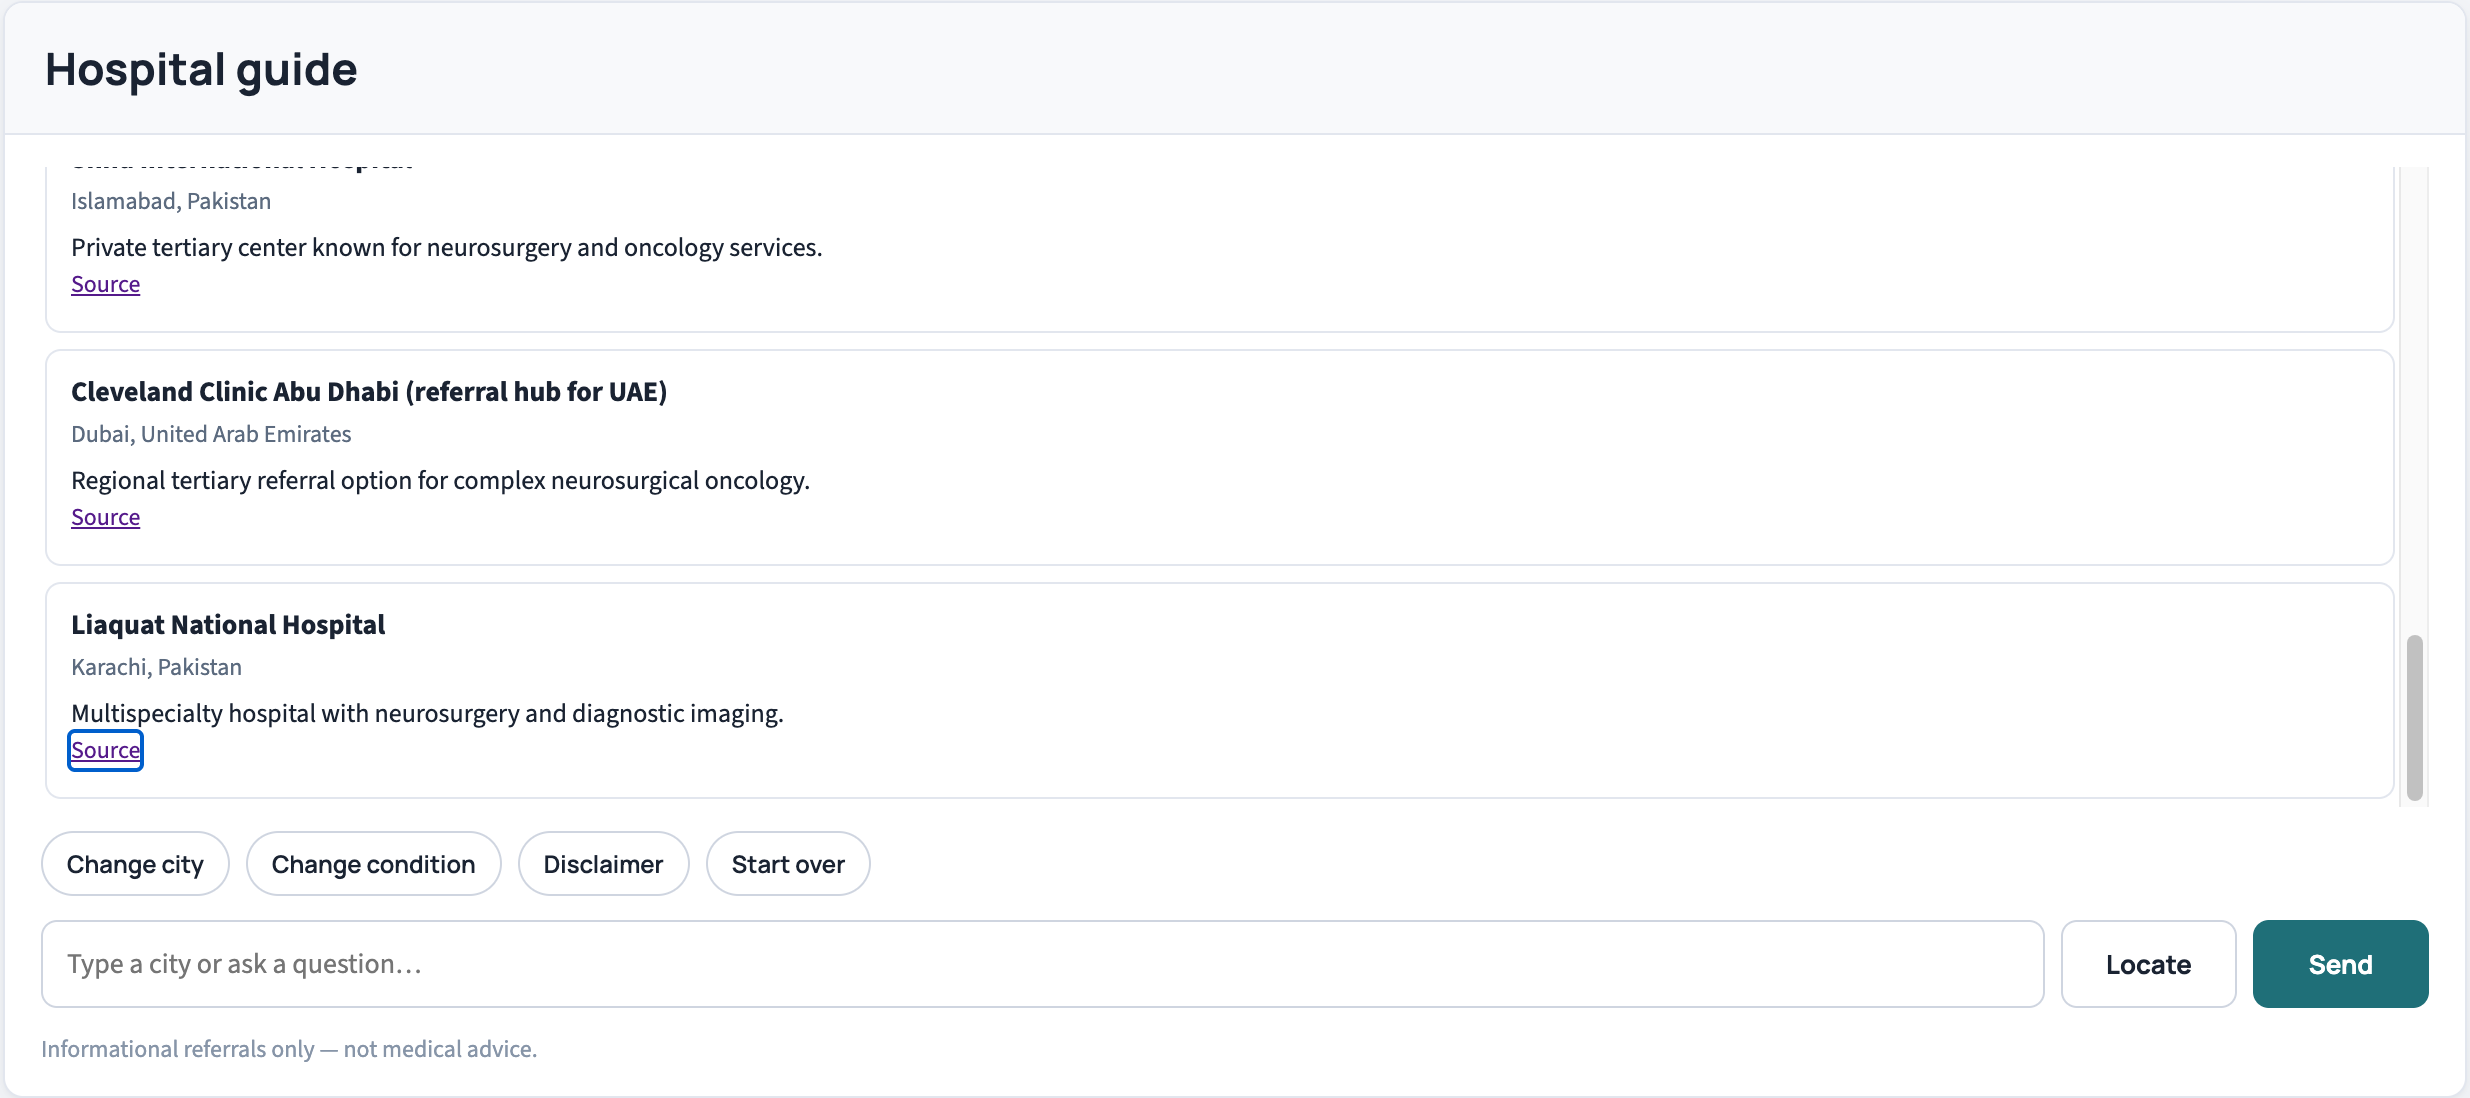 Hospital guide
International Hospital
Islamabad, Pakistan
Private tertiary center known for neurosurgery and oncology services.
Source
Cleveland Clinic Abu Dhabi (referral hub for UAE)
Dubai, United Arab Emirates
Regional tertiary referral option for complex neurosurgical oncology.
Source
Liaquat National Hospital
Karachi, Pakistan
Multispecialty hospital with neurosurgery and diagnostic imaging.
Source
Change city
Change condition
Disclaimer
Start over
Type a city or ask a question…
Locate
Send
Informational referrals only — not medical advice.